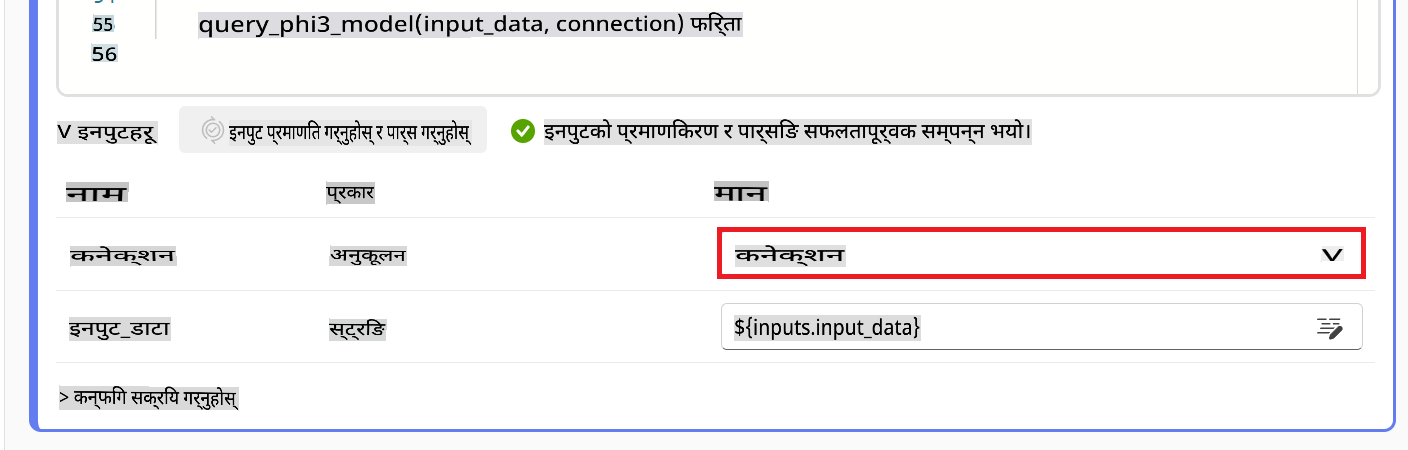 55 query_phi3_model(input_data, connection) फिर्ता
56
V इनपुटहरू इनपुट प्रमाणित गर्नुहोस् र पार्स गर्नुहोस् इनपुटको प्रमाणिकरण र पार्सिङ सफलतापूर्वक सम्पन्न भयो।
नाम प्रकार मान
कनेक्शन अनुकूलन कनेक्शन V
इनपुट_डाटा स्ट्रिङ ${inputs.input_data}
> कन्फिग सक्रिय गर्नुहोस्